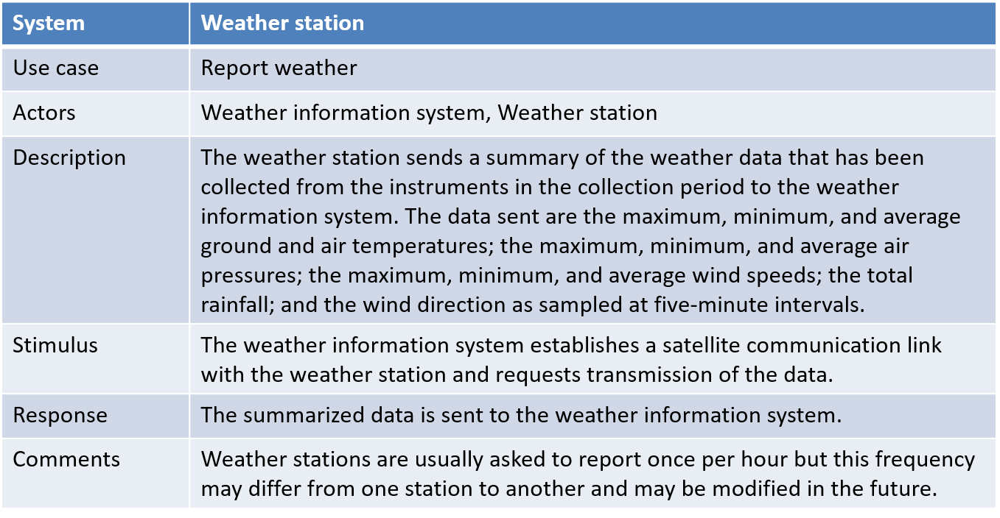 System Weather station
Use case Report weather
Actors Weather information system, Weather station
Description The weather station sends a summary of the weather data that has been
collected from the instruments in the collection period to the weather
information system. The data sent are the maximum, minimum, and average
ground and air temperatures; the maximum, minimum, and average air
pressures; the maximum, minimum, and average wind speeds; the total
rainfall; and the wind direction as sampled at five-minute intervals.
Stimulus The weather information system establishes a satellite communication link
with the weather station and requests transmission of the data.
Response The summarized data is sent to the weather information system.
Comments Weather stations are usually asked to report once per hour but this frequency
may differ from one station to another and may be modified in the future.